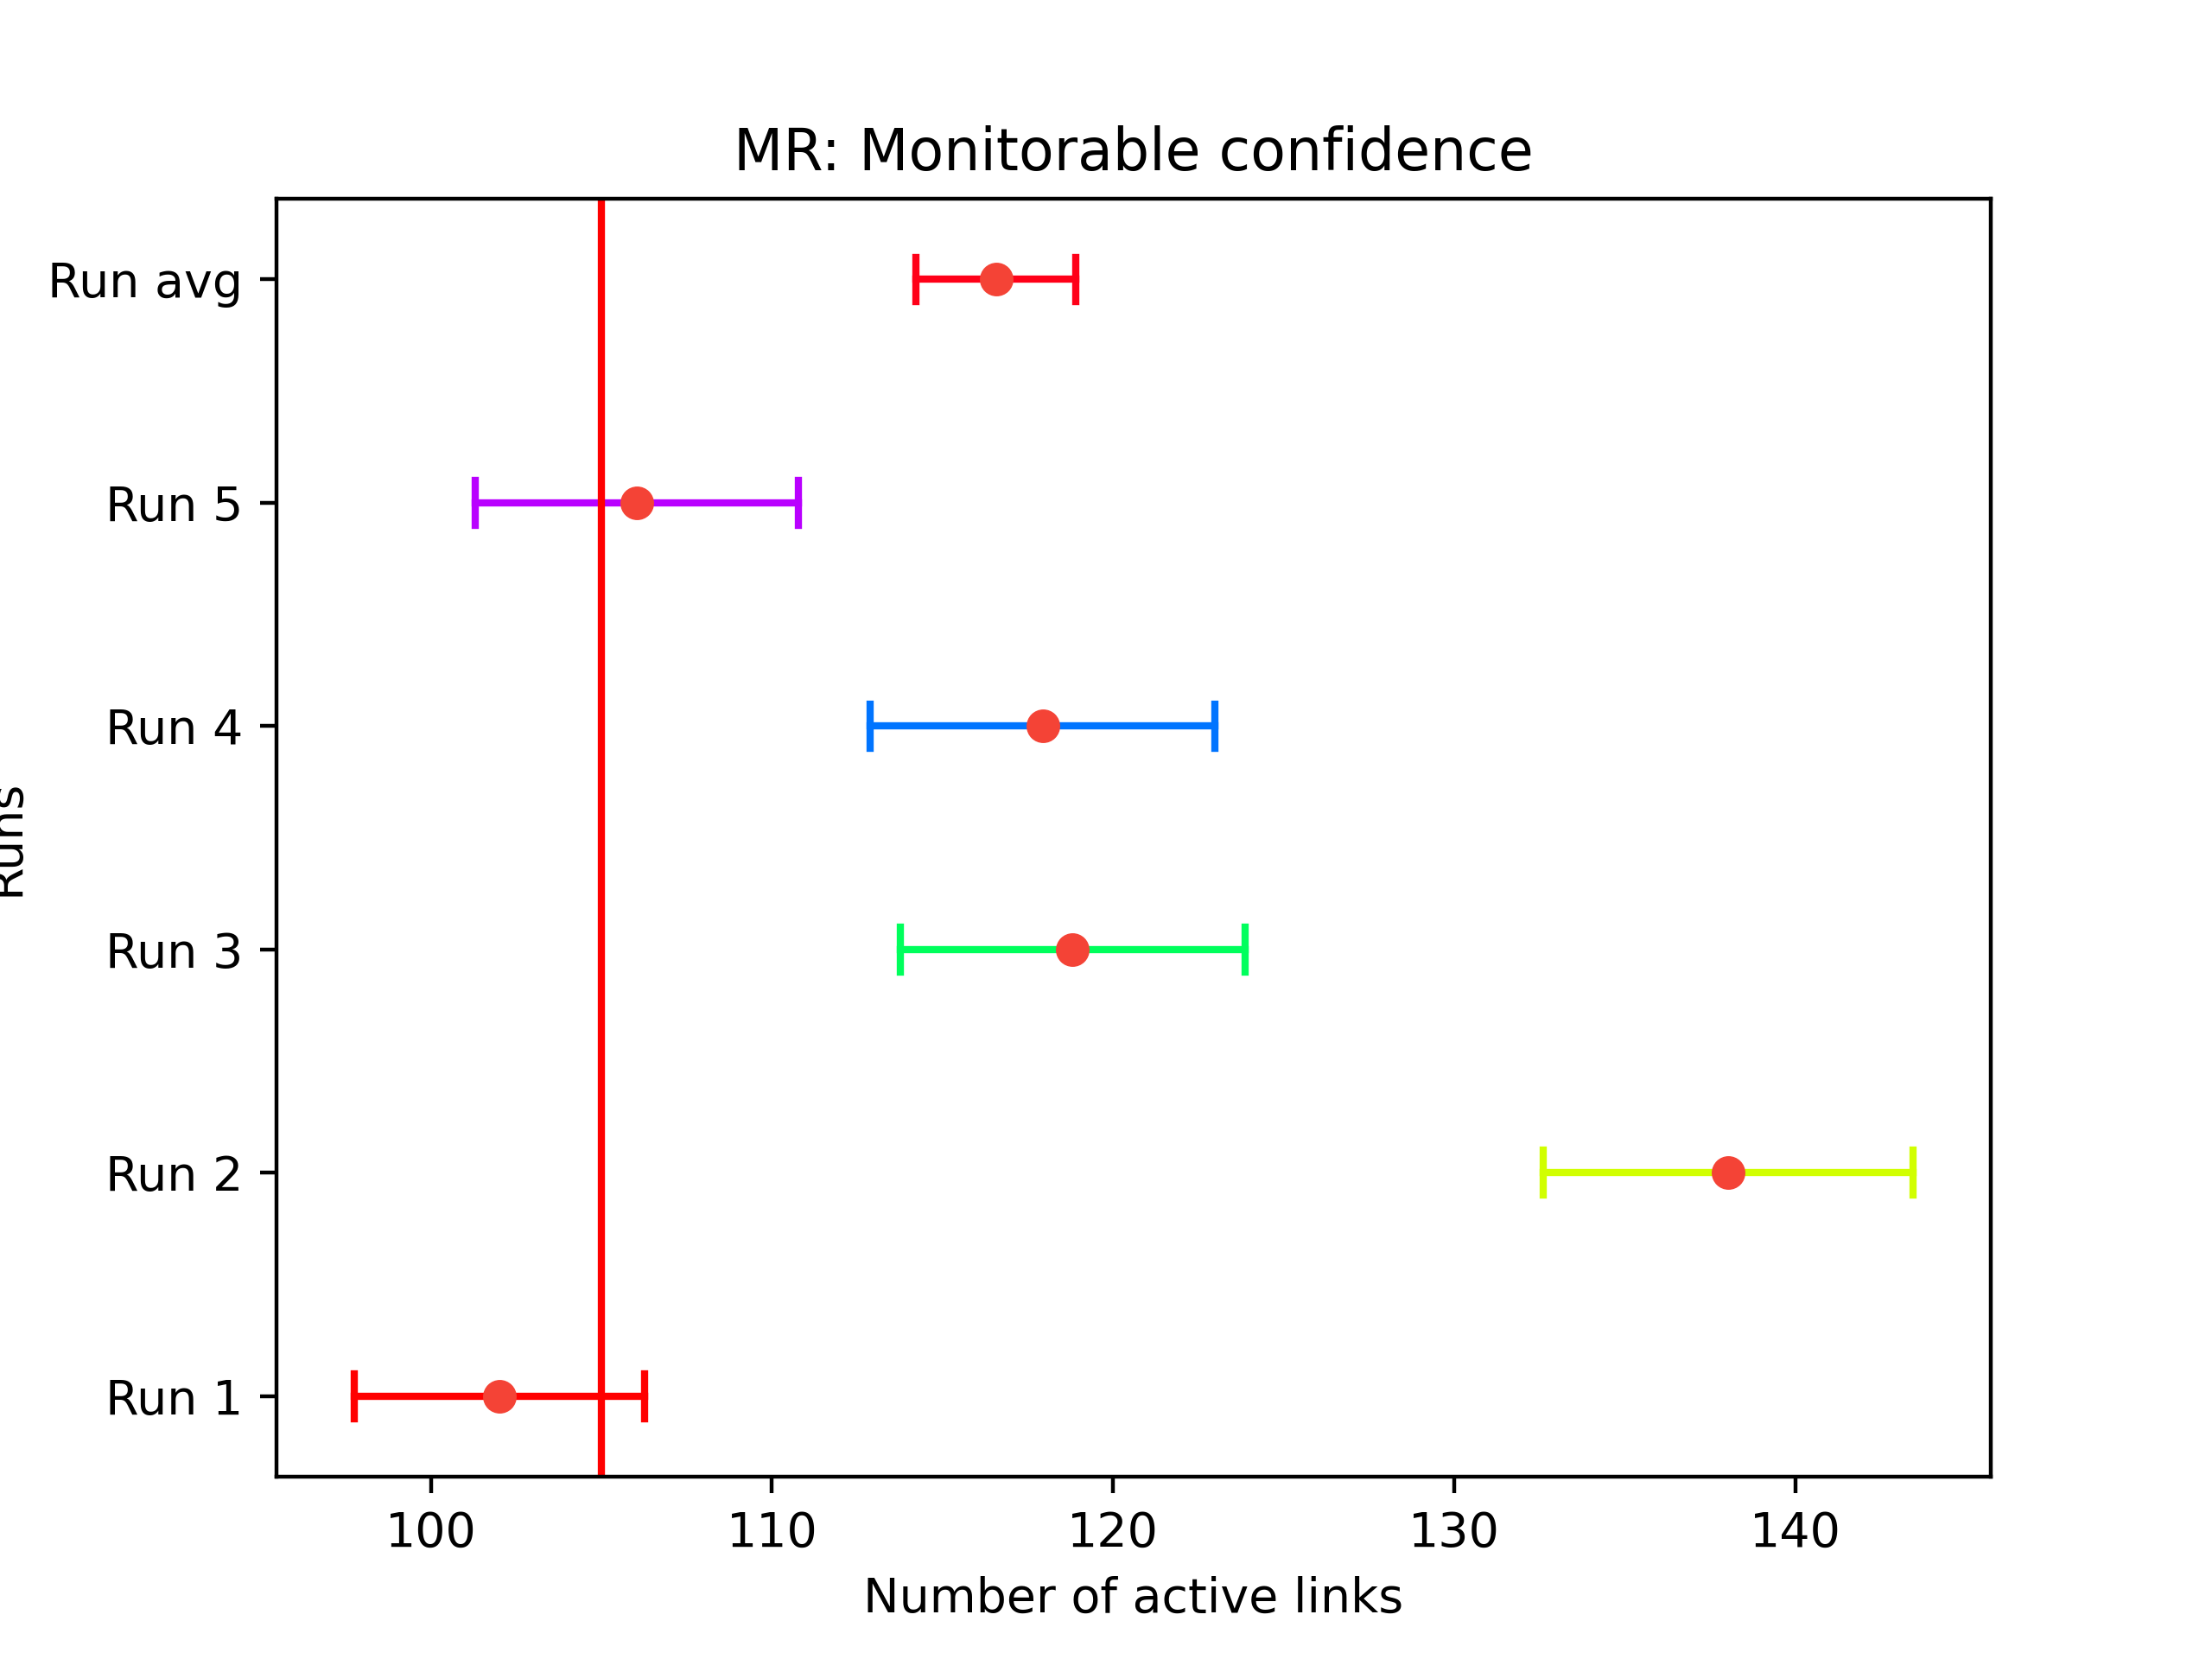 MR: Monitorable confidence
Run avg
Run 5
Run 4
Run 3
Run 2
Run 1
Runs
100 110 120 130 140
Number of active links